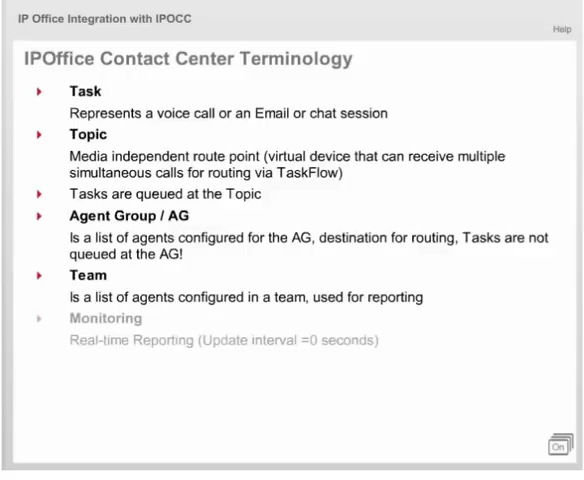 IP Office Integration with IPOCC
Help
IPOffice Contact Center Terminology
Task
Represents a voice call or an Email or chat session
Topic
Media independent route point (virtual device that can receive multiple
simultaneous calls for routing via TaskFlow)
Tasks are queued at the Topic
Agent Group / AG
Is a list of agents configured for the AG, destination for routing, Tasks are not
queued at the AG!
Team
Is a list of agents configured in a team, used for reporting
Monitoring
Real-time Reporting (Update interval =0 seconds)
On